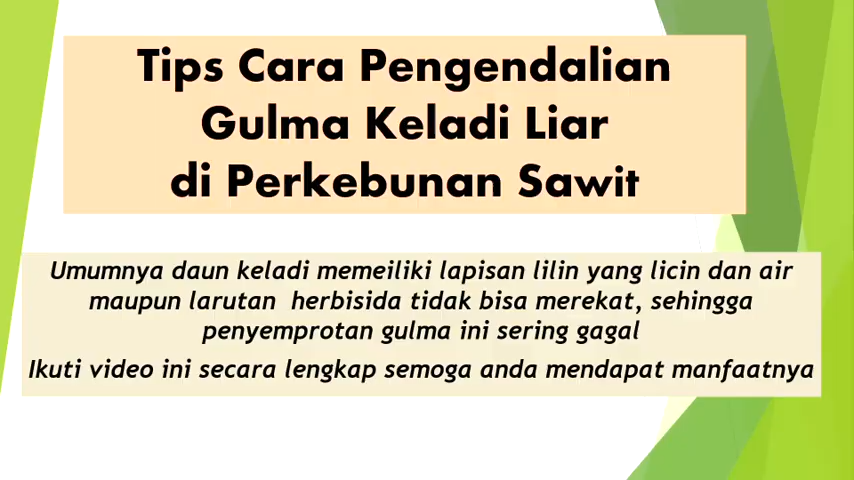 Tips Cara Pengendalian
Gulma Keladi Liar
di Perkebunan Sawit
Umumnya daun keladi memeiliki lapisan lilin yang licin dan air
maupun larutan herbisida tidak bisa merekat, sehingga
penyemprotan gulma ini sering gagal
Ikuti video ini secara lengkap semoga anda mendapat manfaatnya